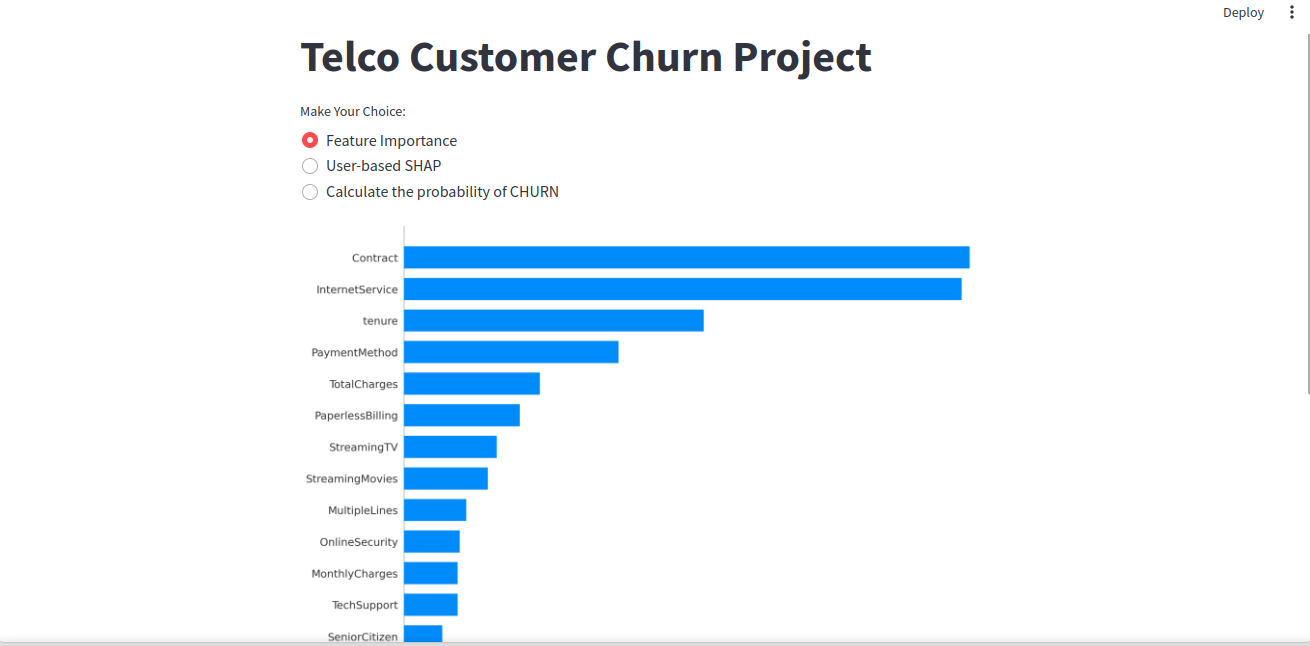 Deploy
Telco Customer Churn Project
Make Your Choice:
Feature Importance
User-based SHAP
Calculate the probability of CHURN
Contract
InternetService
tenure
PaymentMethod
TotalCharges
PaperlessBilling
StreamingTV
StreamingMovies
MultipleLines
OnlineSecurity
MonthlyCharges
TechSupport
SeniorCitizen